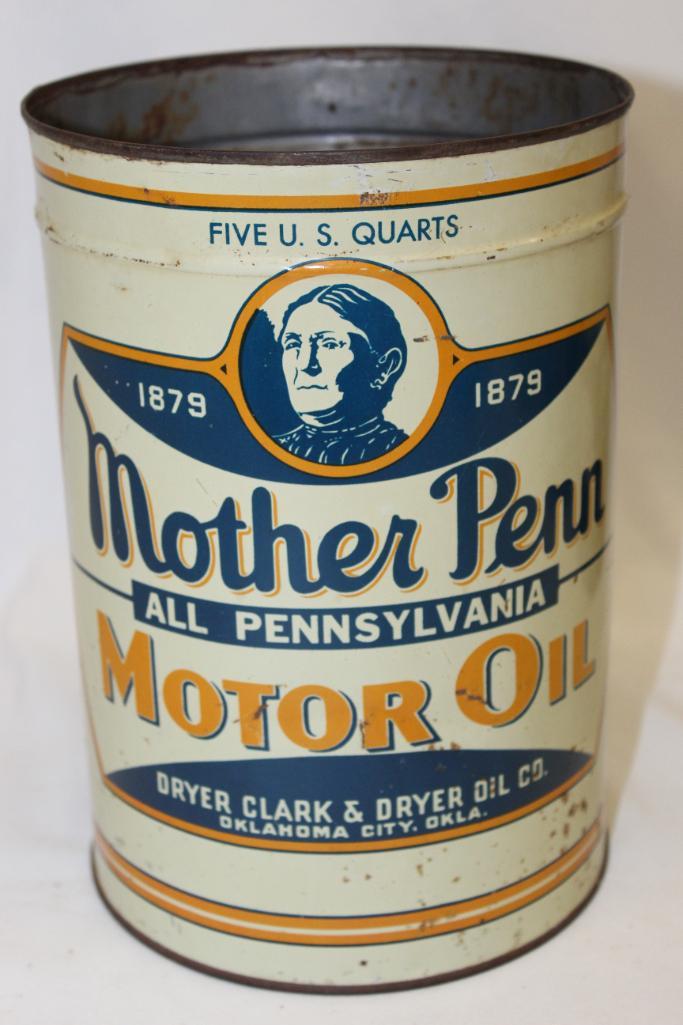 FIVE U. S. QUARTS
1879 1879
Mother Penn
ALL PENNSYLVANIA
MOTOR OIL
DRYER CLARK & DRYER OIL CO.
OKLAHOMA CITY, OKLA.